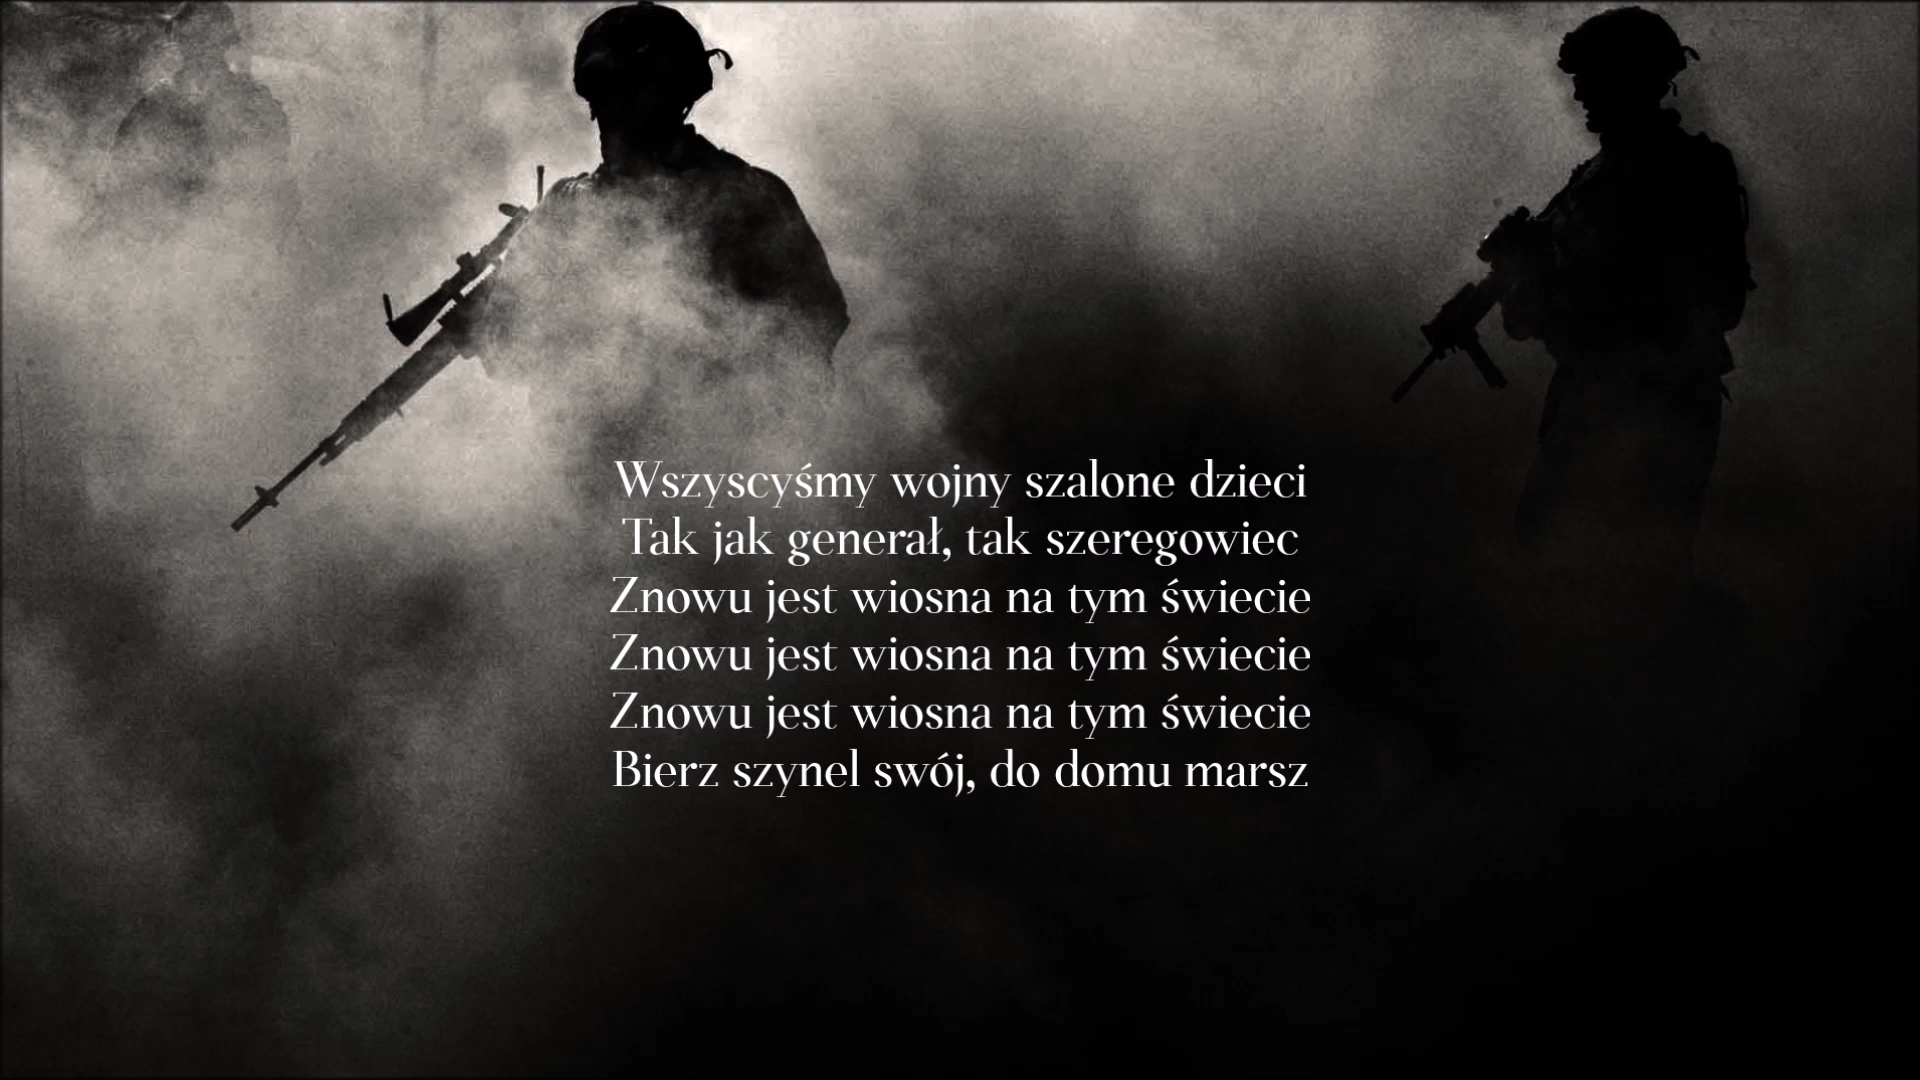 Wszyscyśmy wojny szalone dzieci
Tak jak generał, tak szeregowiec
Znowu jest wiosna na tym świecie
Znowu jest wiosna na tym świecie
Znowu jest wiosna na tym świecie
Bierz szynel swój, do domu marsz